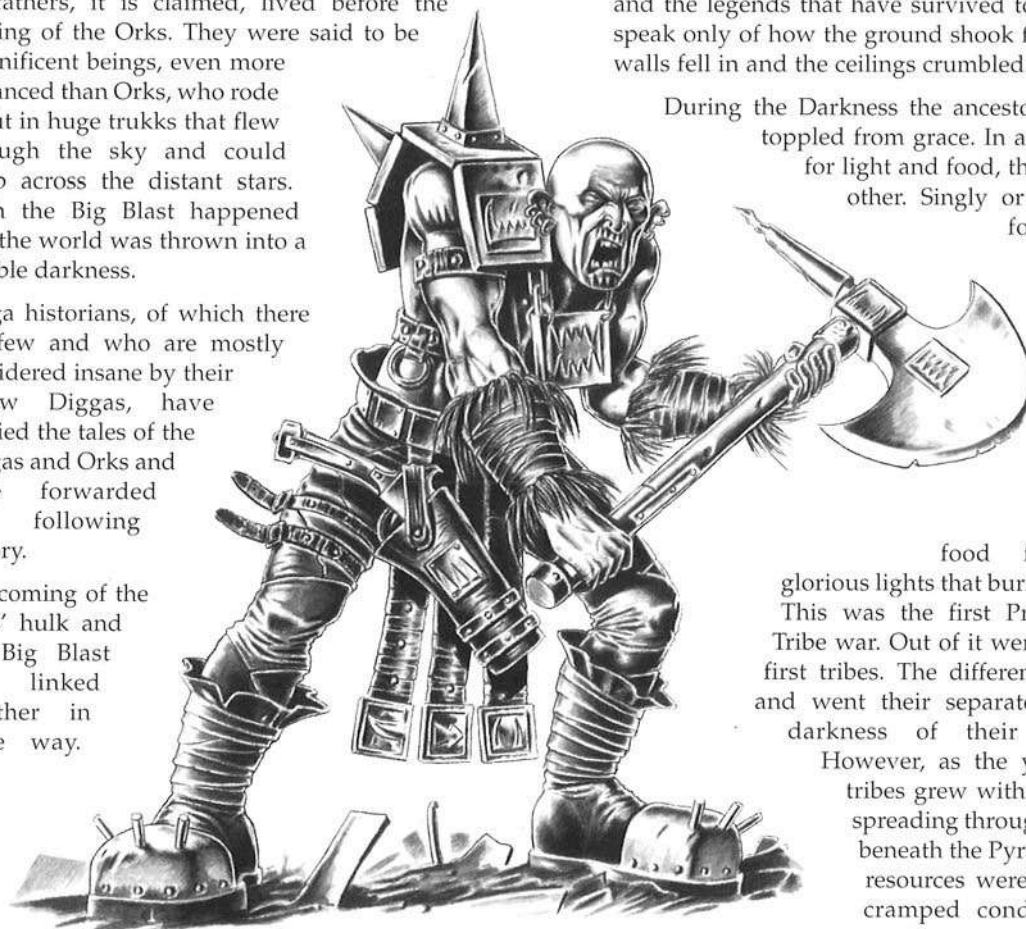 fathers, it is claimed, lived before the
ing of the Orks. They were said to be
nificent beings, even more
anced than Orks, who rode
ut in huge trukks that flew
ugh the sky and could
p across the distant stars.
n the Big Blast happened
the world was thrown into a
ble darkness.
ga historians, of which there
few and who are mostly
idered insane by their
w Diggas, have
ied the tales of the
gas and Orks and
e forwarded
following
ry.
coming of the
' hulk and
Big Blast
linked
ther in
e way.
and the legends that have survived to
speak only of how the ground shook
walls fell in and the ceilings crumbled
During the Darkness the ancesto
toppled from grace. In a
for light and food, th
other. Singly or
fo
food
glorious lights that bur
This was the first P
Tribe war. Out of it wer
first tribes. The differen
and went their separat
darkness of their
However, as the y
tribes grew with
spreading throug
beneath the Pyr
resources were
cramped cond